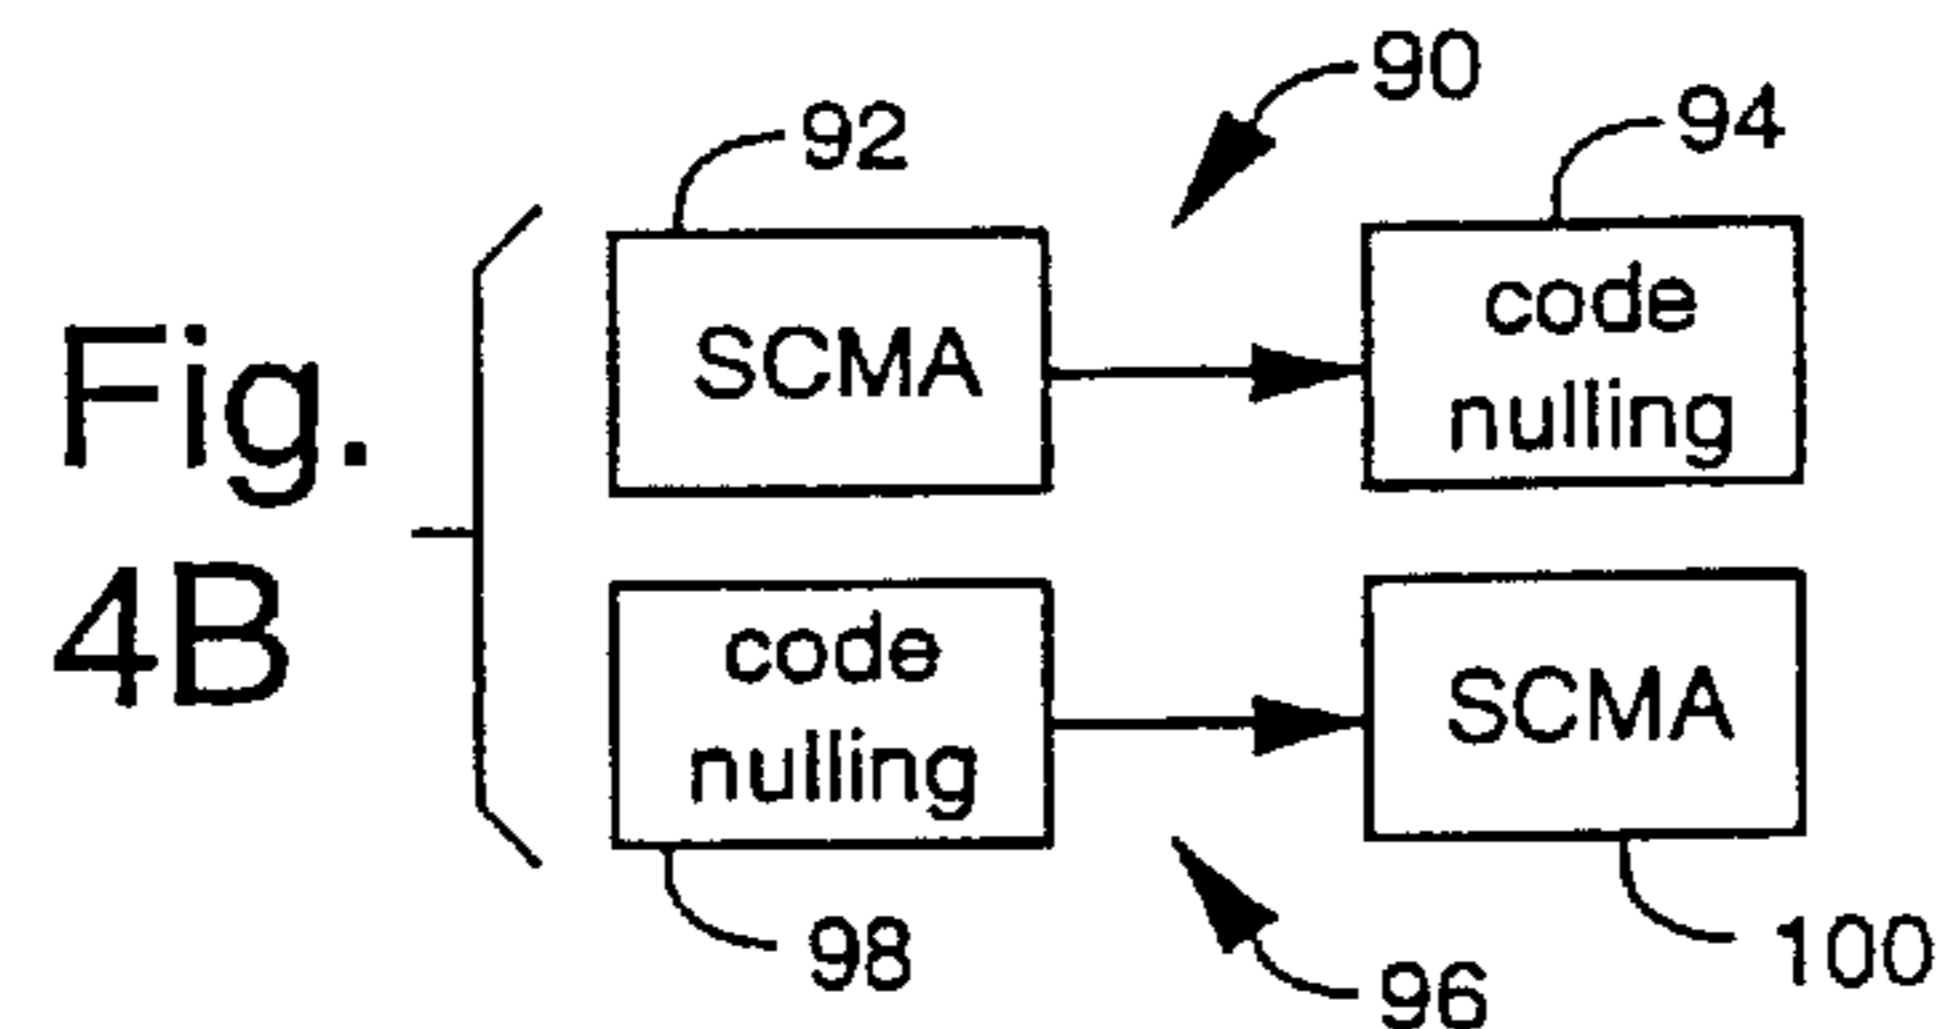 Fig.
4B
90
92
94
SCMA
code
nulling
code
nulling
SCMA
98
96
100